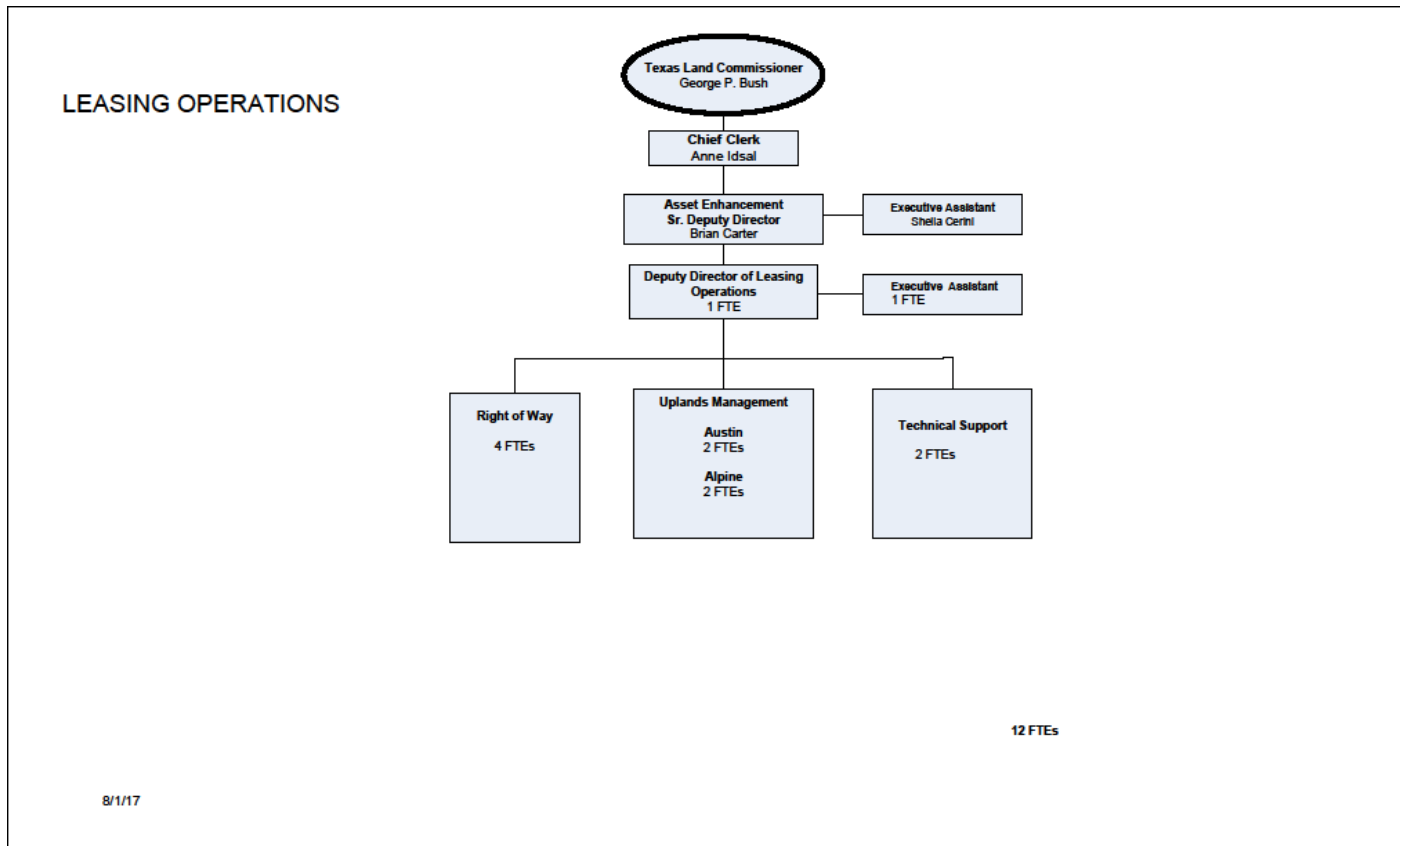 LEASING OPERATIONS
Texas Land Commissioner
George P. Bush
Chief Clerk
Anne Idsal
Asset Enhancement
Sr. Deputy Director
Brian Carter
Executive Assistant
Sheila Cerini
Deputy Director of Leasing
Operations
1 FTE
Executive Assistant
1 FTE
Right of Way
4 FTEs
Uplands Management
Austin
2 FTEs
Alpine
2 FTEs
Technical Support
2 FTEs
12 FTEs
8/1/17